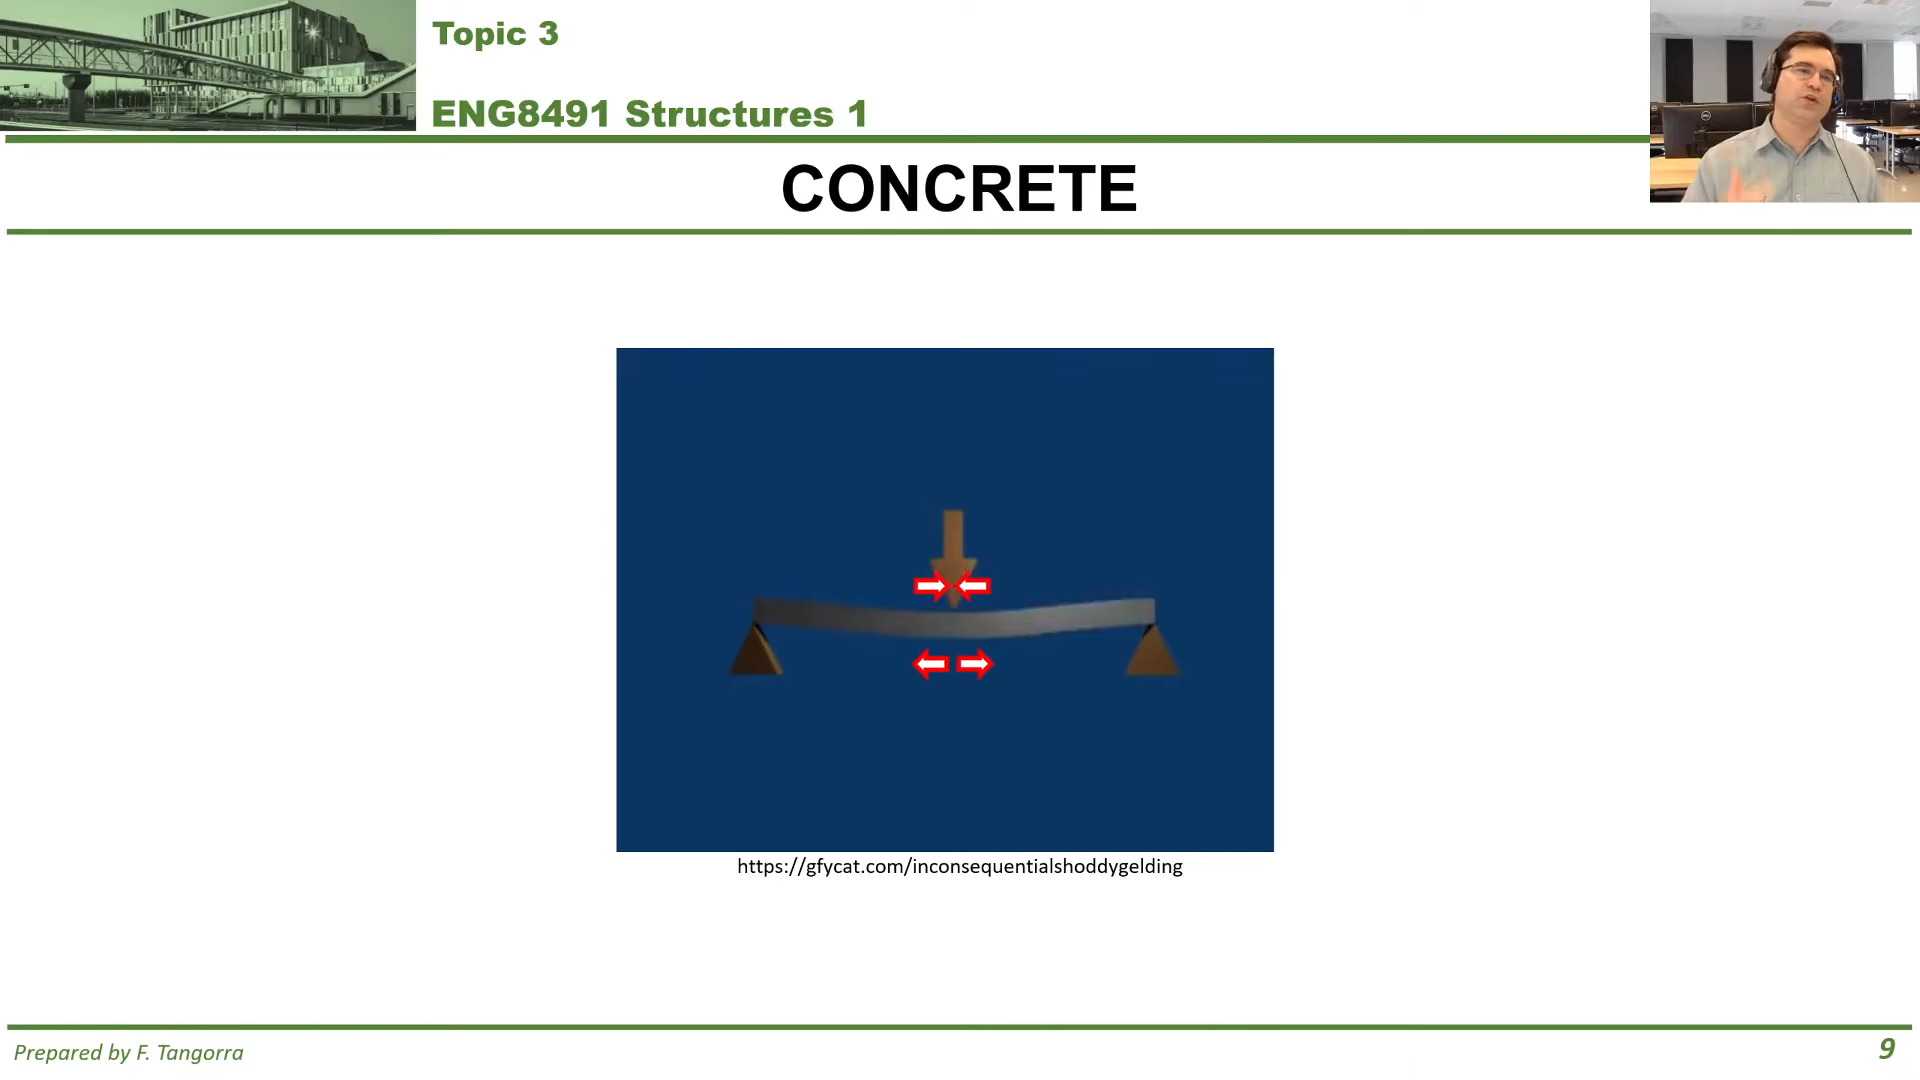 Topic 3
ENG8491 Structures 1
CONCRETE
https://gfycat.com/inconsequentialshoddygelding
Prepared by F. Tangorra
9